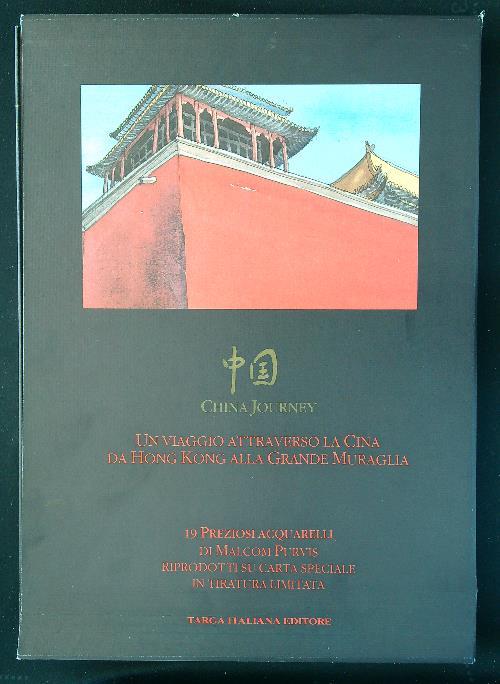 中国
CHINA JOURNEY
UN VIAGGIO ATTRAVERSO LA CINA
DA HONG KONG ALLA GRANDE MURAGLIA
19 PREZIOSI ACQUARELLI
DI MALCOM PURVIS
RIPRODOTTI SU CARTA SPECIALE
IN TIRATURA LIMITATA
TARGA ITALIANA EDITORE